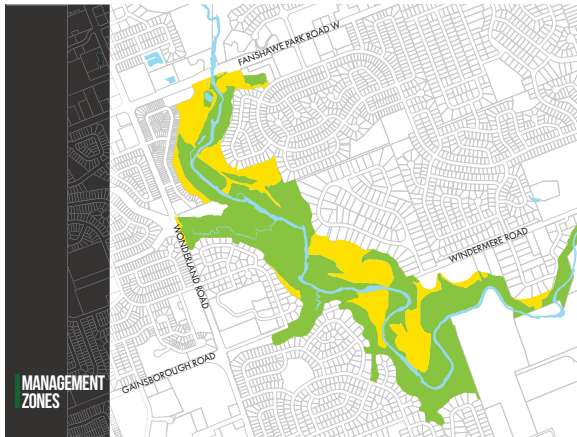 FANSHAWE PARK ROAD W
WONDERLAND ROAD
WINDERMERE ROAD
GAINSBOROUGH ROAD
MANAGEMENT
ZONES